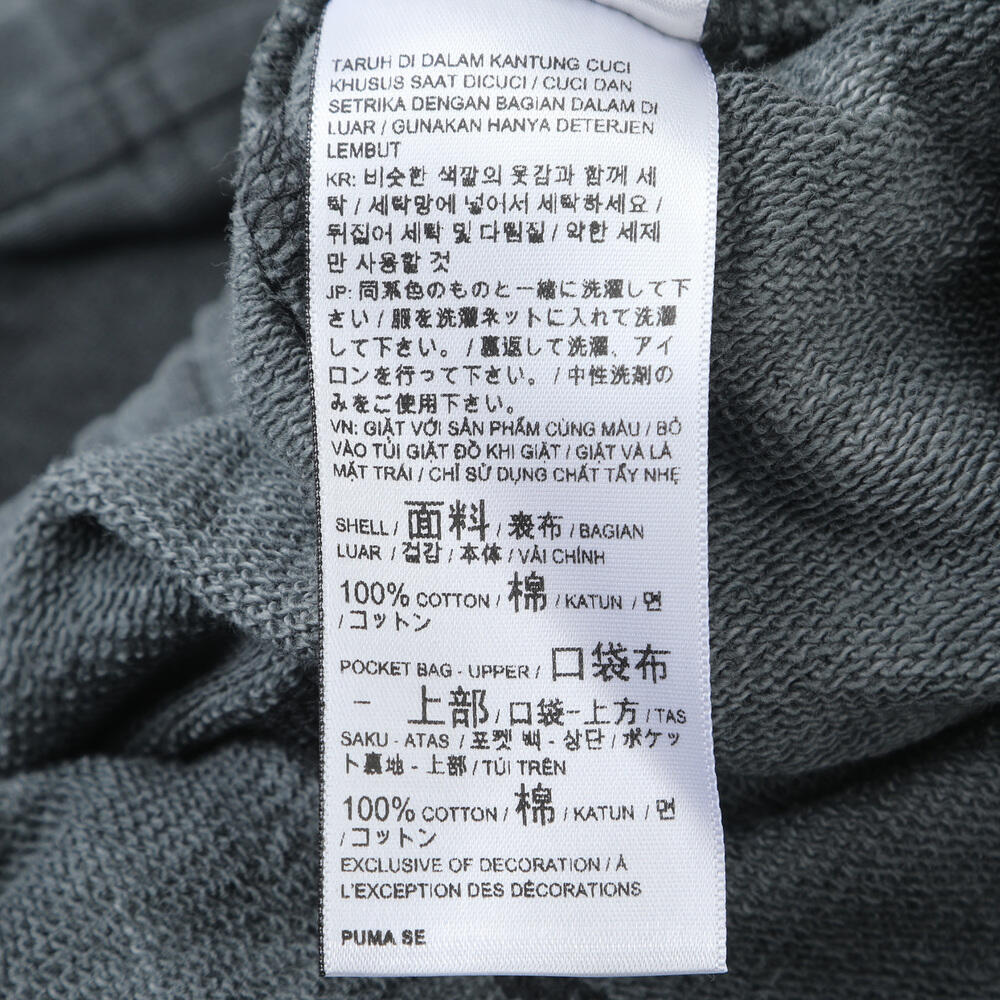 TARUH DI DALAM KANTUNG CUCI
KHUSUS SAAT DICUCI / CUCI DAN
SETRIKA DENGAN BAGIAN DALAM DI
LUAR / GUNAKAN HANYA DETERJEN
LEMBUT
KR: 비슷한 색깔의 옷감과 함께 세
탁 / 세탁망에 넣어서 세탁하세요 /
뒤집어 세탁 및 다림질 / 약한 세제
만 사용할 것
JP: 同系色のものと一緒に洗濯して下
さい / 服を洗濯ネットに入れて洗濯
して下さい。 / 裏返して洗濯、アイ
ロンを行って下さい。 / 中性洗剤の
みをご使用下さい。
VN: GIẶT VỚI SẢN PHẨM CÙNG MÀU / BỎ
VÀO TÚI GIẶT ĐỒ KHI GIẶT / GIẶT VÀ LÀ
MẶT TRÁI / CHỈ SỬ DỤNG CHẤT TẨY NHẸ
SHELL / 面料 / 表布 / BAGIAN
LUAR / 겉감 / 本体 / VẢI CHÍNH
100% COTTON / 棉 / KATUN / 면
/ コットン
POCKET BAG - UPPER / 口袋布
- 上部 / 口袋-上方 / TAS
SAKU - ATAS / 포켓 백 - 상단 / ポケッ
ト裏地 - 上部 / TÚI TRÊN
100% COTTON / 棉 / KATUN / 면
/ コットン
EXCLUSIVE OF DECORATION / À
L'EXCEPTION DES DÉCORATIONS
PUMA SE